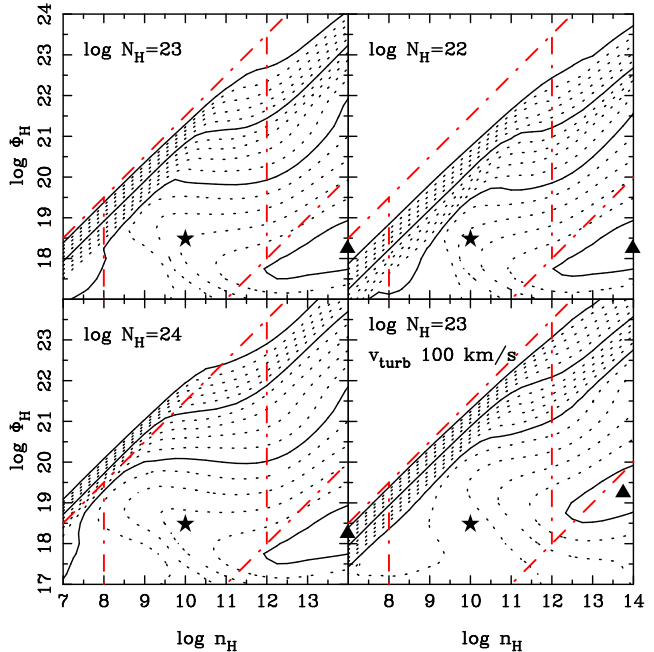 24
23
22
21
20
19
18
log Φ_H
log N_H=23
log N_H=22
23
22
21
20
19
18
17
log Φ_H
log N_H=24
log N_H=23
v_turb 100 km/s
7 8 9 10 11 12 13
8 9 10 11 12 13 14
log n_H
log n_H